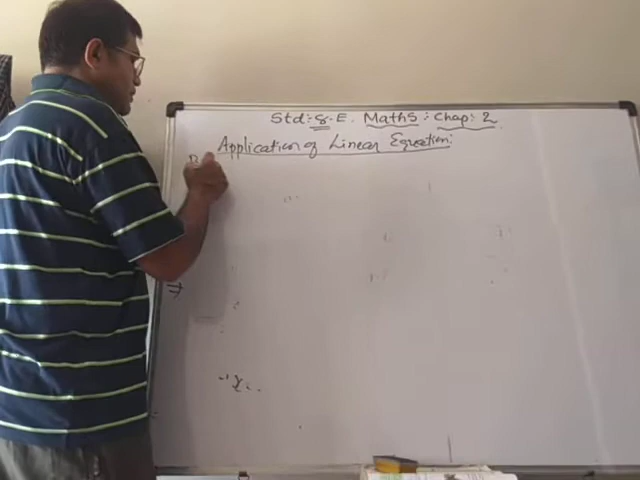 Std:- 8. E. Maths : Chap: 2
Application of Linear Equation: